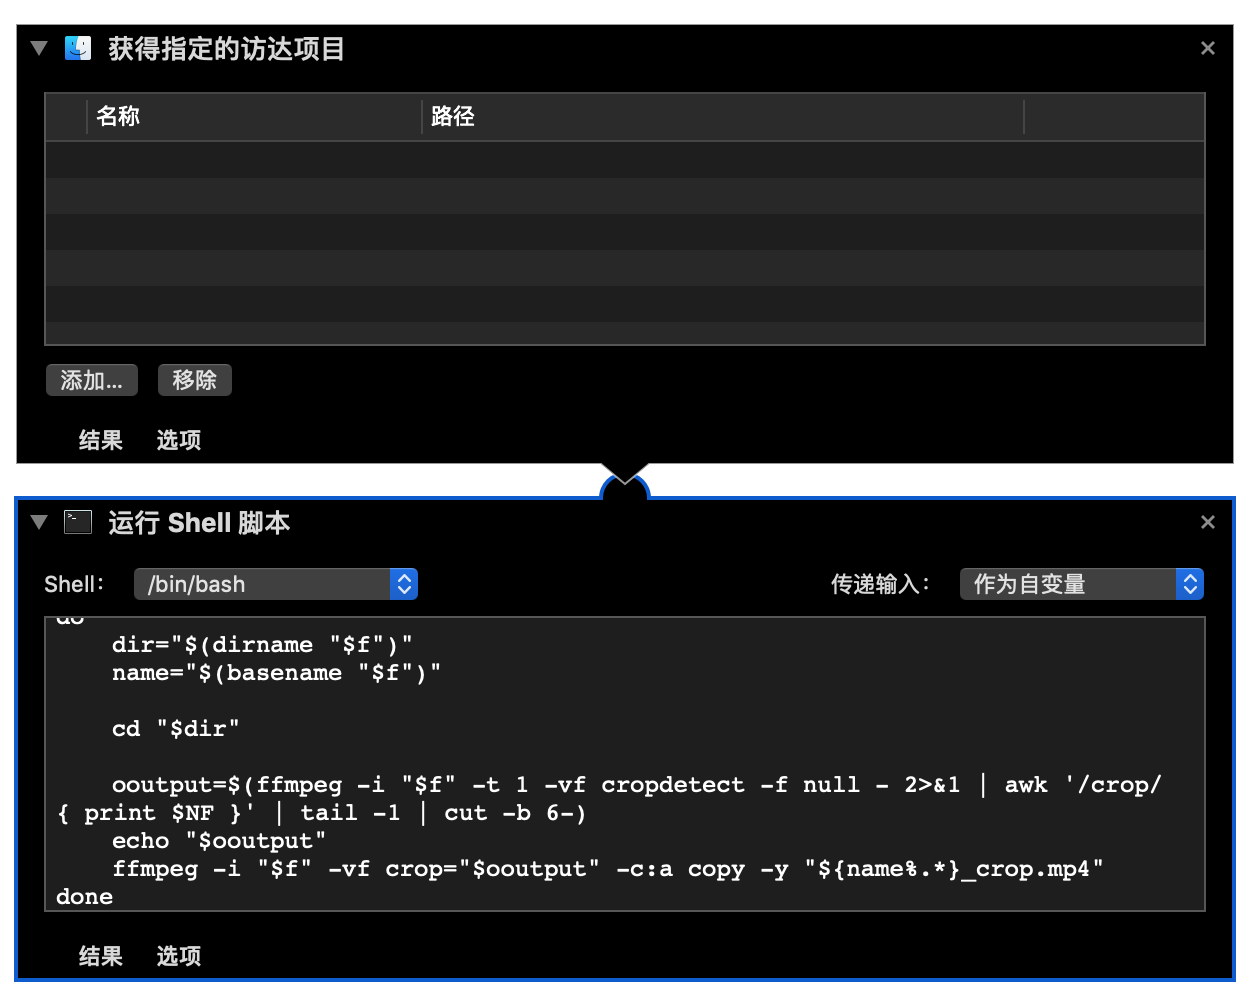 获得指定的访达项目
名称 路径
添加... 移除
结果 选项
运行 Shell 脚本
Shell: /bin/bash 传递输入: 作为自变量
do
dir="$(dirname "$f")"
name="$(basename "$f")"
cd "$dir"
ooutput=$(ffmpeg -i "$f" -t 1 -vf cropdetect -f null - 2>&1 | awk '/crop/
{ print $NF }' | tail -1 | cut -b 6-)
echo "$ooutput"
ffmpeg -i "$f" -vf crop="$ooutput" -c:a copy -y "${name%.*}_crop.mp4"
done
结果 选项